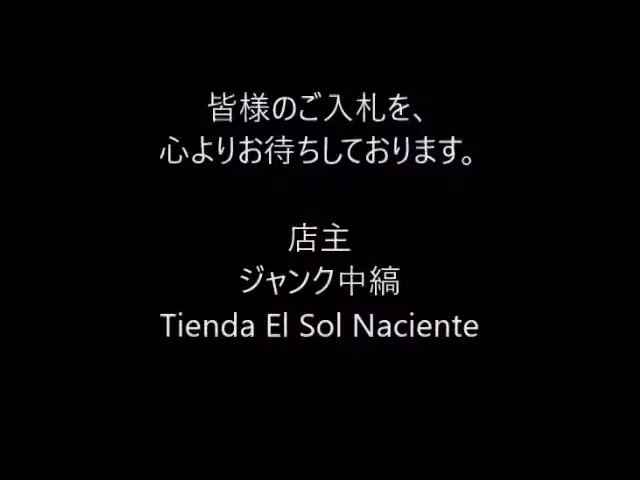 皆様のご入札を、
心よりお待ちしております。
店主
ジャンク中縞
Tienda El Sol Naciente